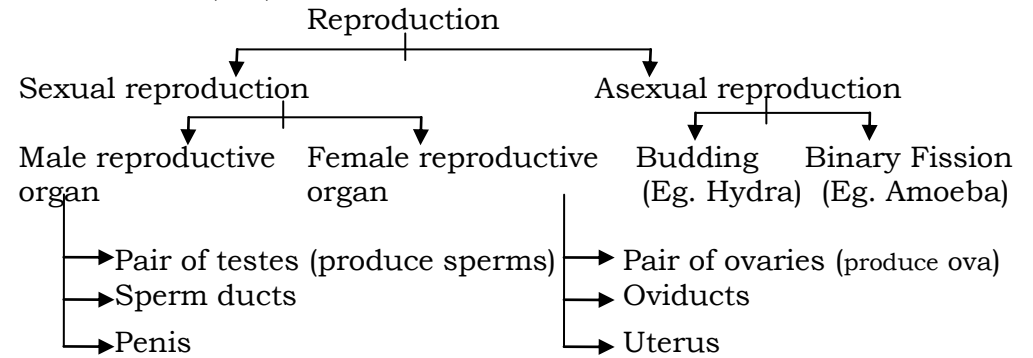 Reproduction
Sexual reproduction Asexual reproduction
Male reproductive organ
Female reproductive organ
Budding (Eg. Hydra)
Binary Fission (Eg. Amoeba)
Pair of testes (produce sperms)
Sperm ducts
Penis
Pair of ovaries (produce ova)
Oviducts
Uterus